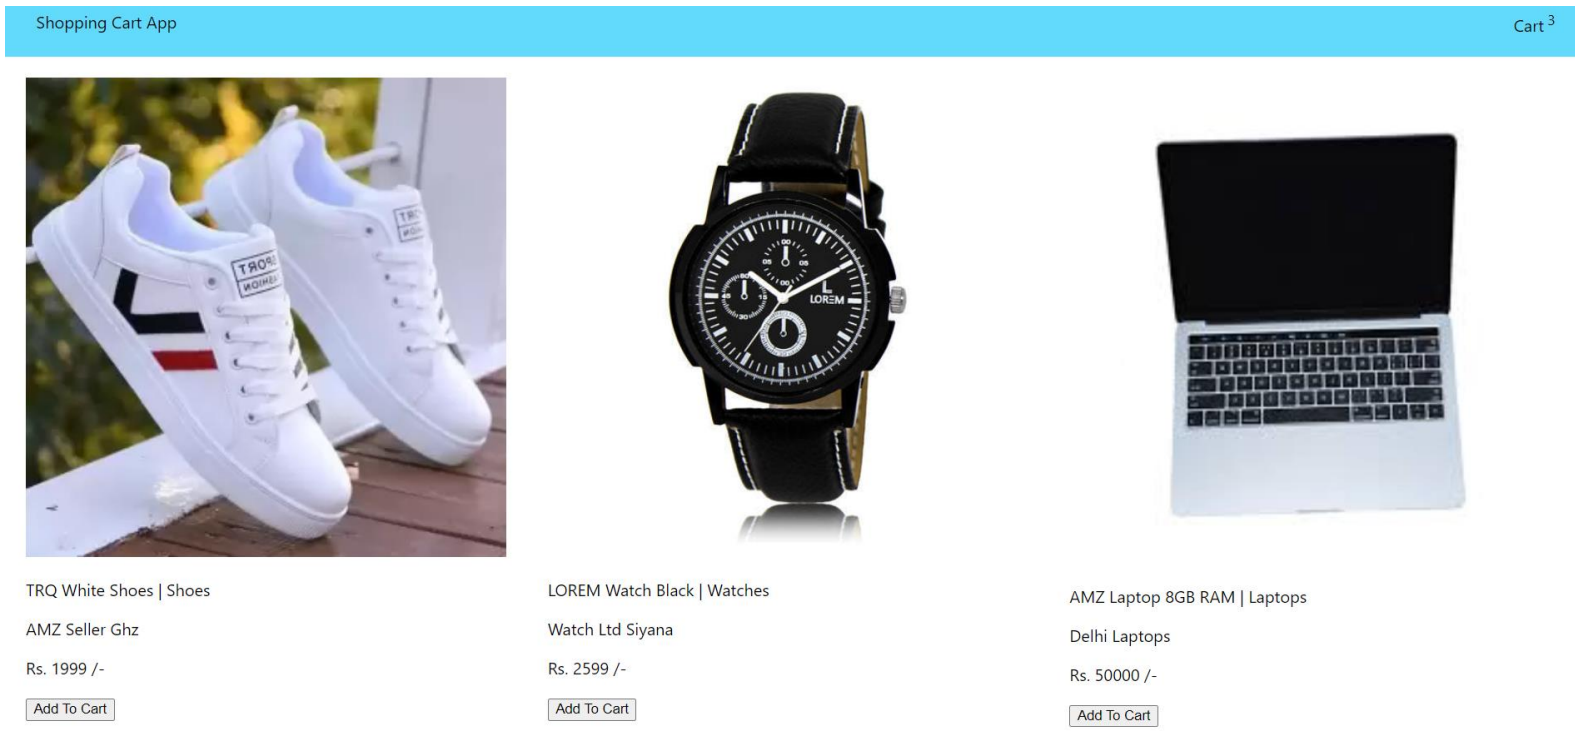 Shopping Cart App
Cart 3
TRQ White Shoes | Shoes
AMZ Seller Ghz
Rs. 1999 /-
Add To Cart
LOREM
LOREM Watch Black | Watches
Watch Ltd Siyana
Rs. 2599 /-
Add To Cart
AMZ Laptop 8GB RAM | Laptops
Delhi Laptops
Rs. 50000 /-
Add To Cart